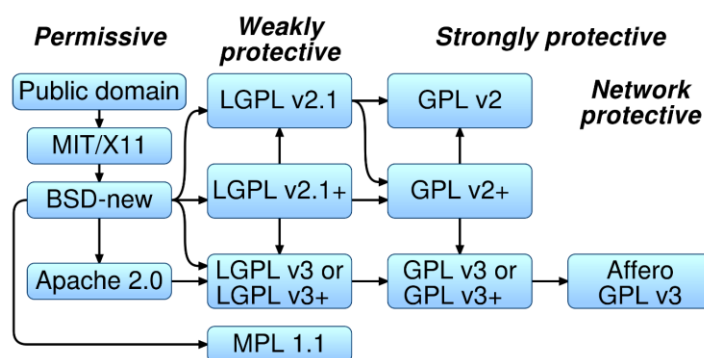 Permissive
Weakly
protective
Strongly protective
Network
protective
Public domain
MIT/X11
BSD-new
Apache 2.0
LGPL v2.1
LGPL v2.1+
LGPL v3 or
LGPL v3+
MPL 1.1
GPL v2
GPL v2+
GPL v3 or
GPL v3+
Affero
GPL v3